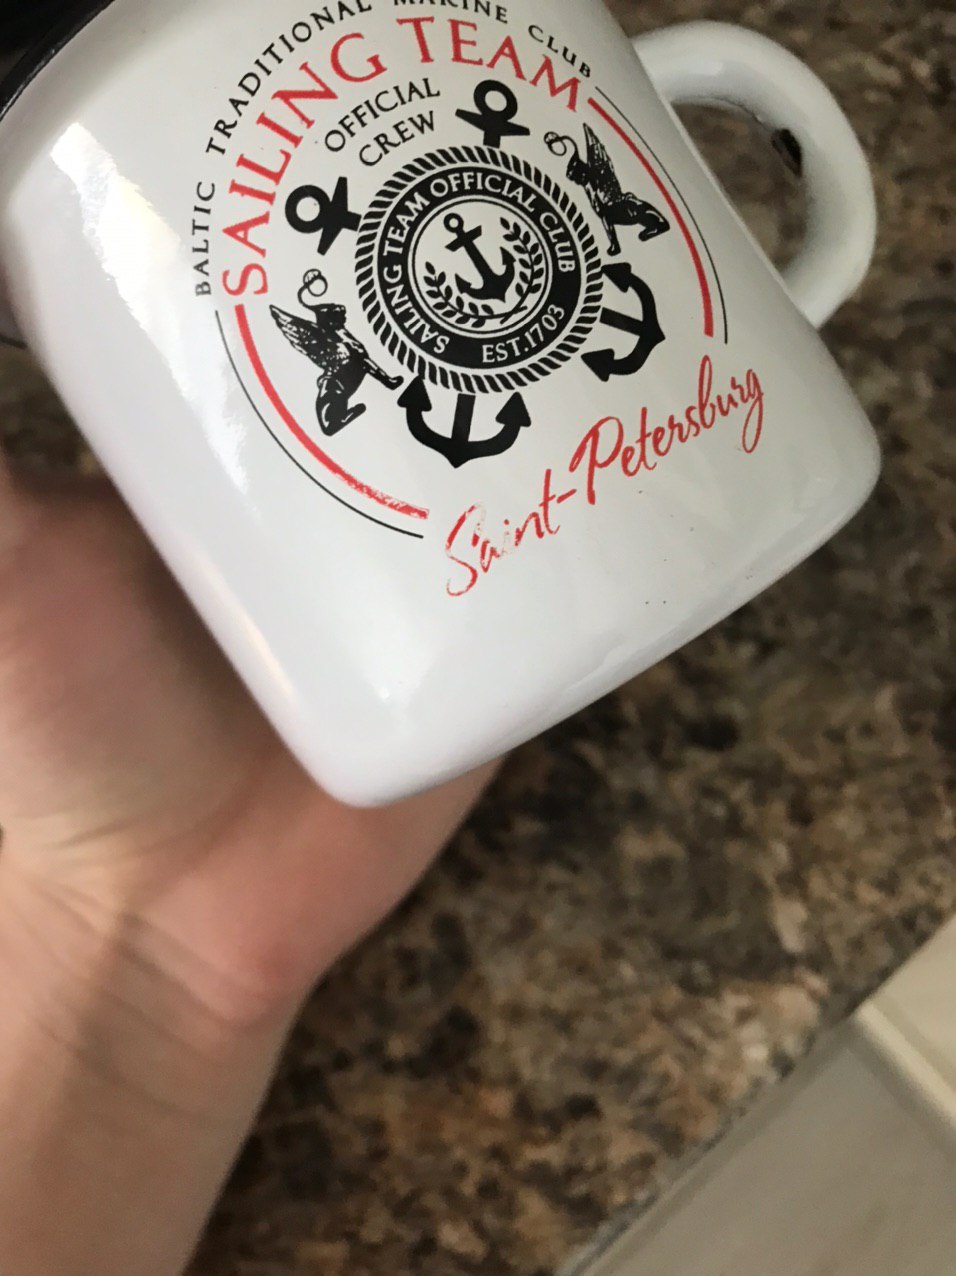 BALTIC TRADITIONAL MARINE CLUB
SAILING TEAM
OFFICIAL
CREW
SAILING TEAM OFFICIAL CLUB
EST.1703
Saint-Petersburg